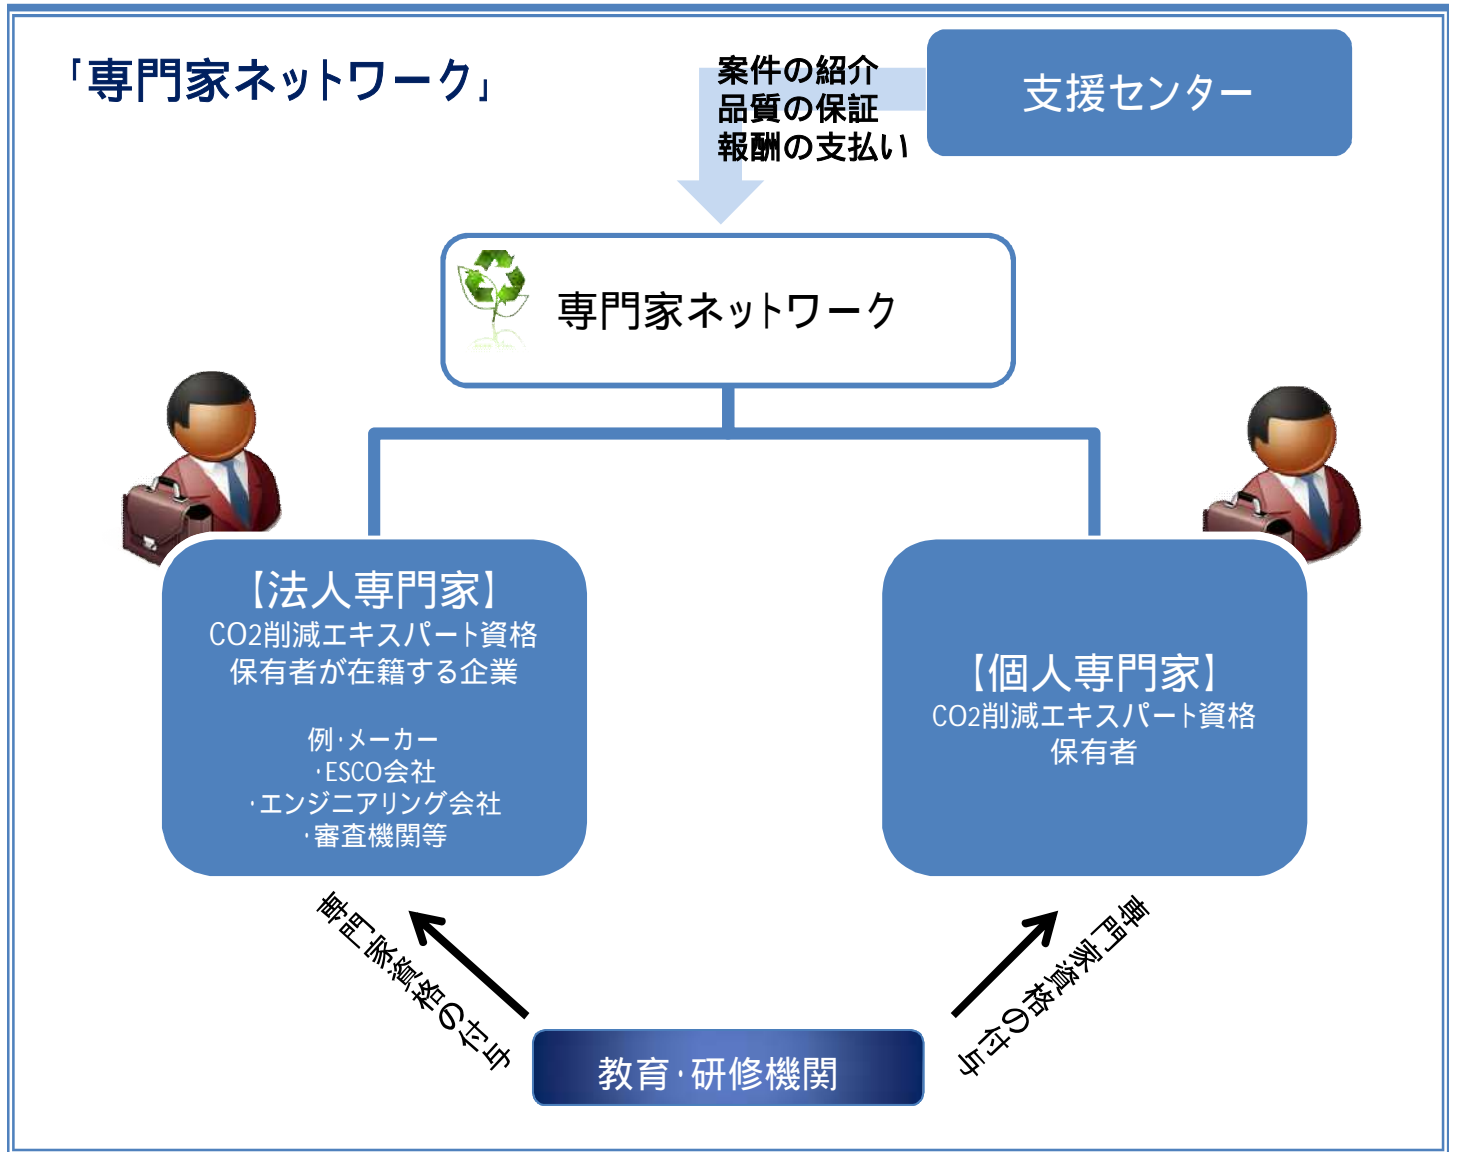 「専門家ネットワーク」
案件の紹介
品質の保証
報酬の支払い
支援センター
専門家ネットワーク
【法人専門家】
CO2削減エキスパート資格
保有者が在籍する企業
例・メーカー
・ESCO会社
・エンジニアリング会社
・審査機関等
【個人専門家】
CO2削減エキスパート資格
保有者
専門家資格の付与
専門家資格の付与
教育・研修機関